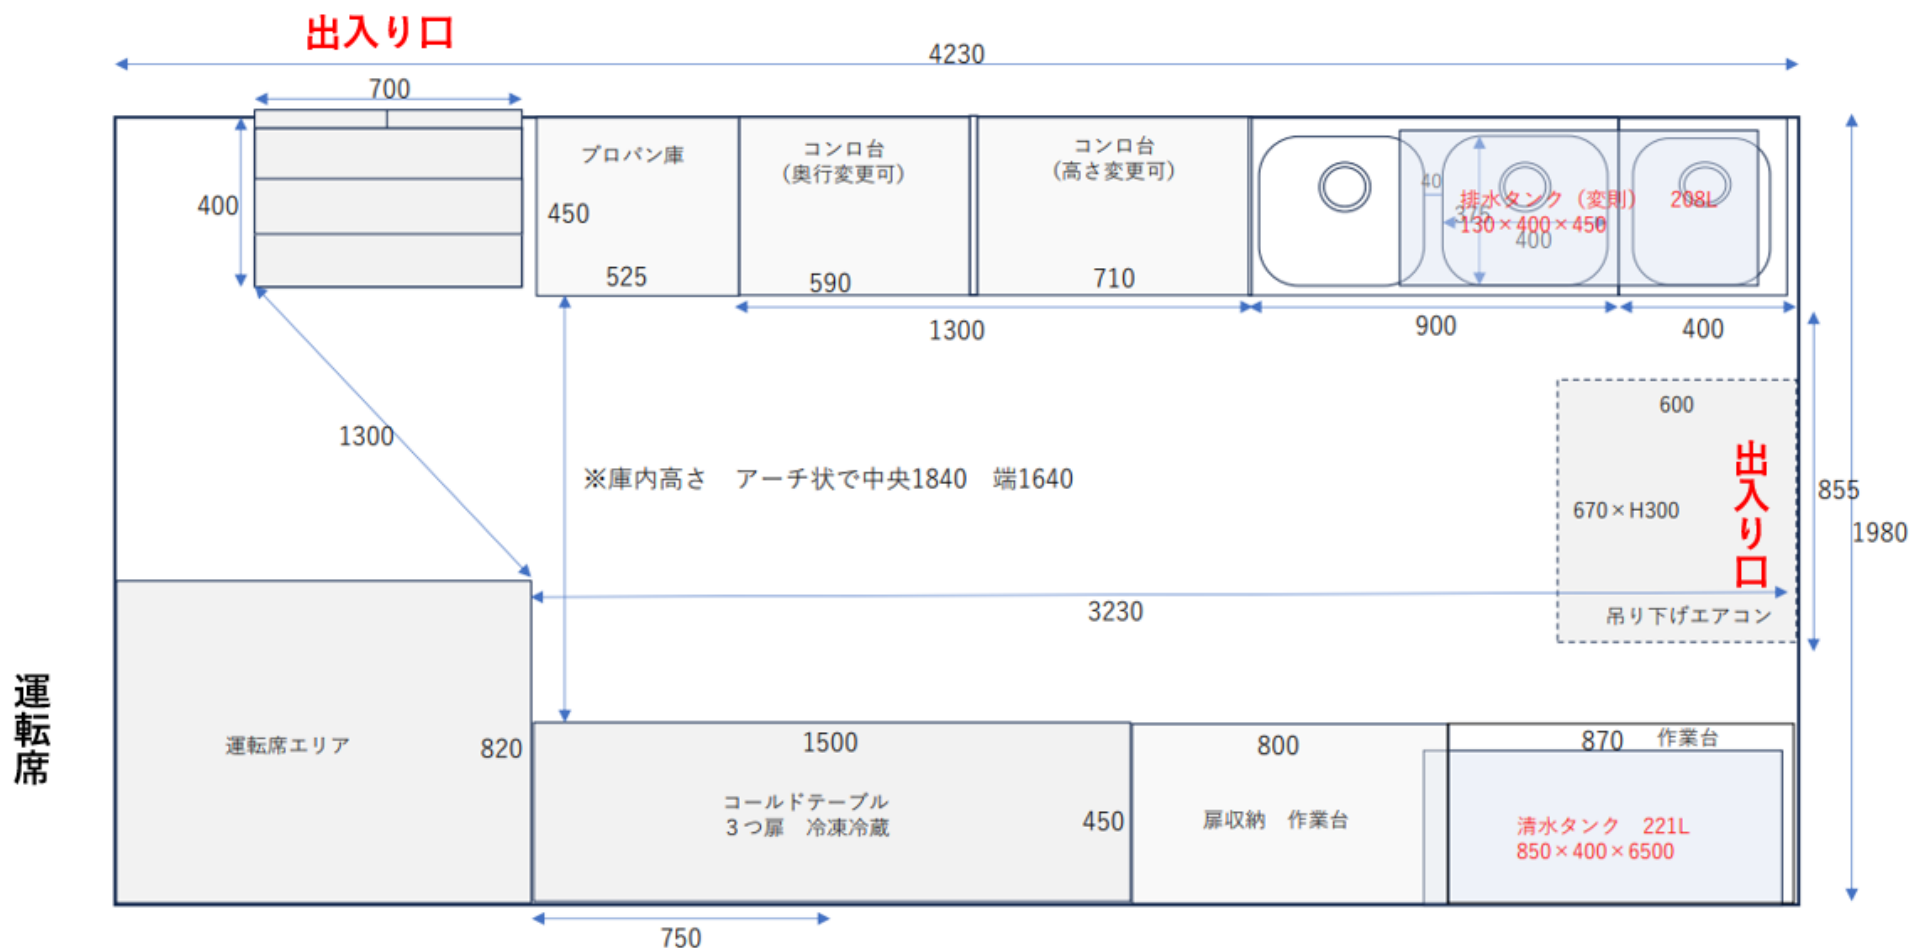 出入り口
4230
700
400
プロパン庫
450
525
コンロ台
（奥行変更可）
590
コンロ台
（高さ変更可）
710
40
375
400
排水タンク（変則）　208L
130×400×450
1300
900
400
1300
※庫内高さ　アーチ状で中央1840　端1640
600
670×H300
出入り口
吊り下げエアコン
855
1980
3230
運転席
運転席エリア
820
1500
コールドテーブル
３つ扉　冷凍冷蔵
450
800
扉収納　作業台
870
作業台
清水タンク　221L
850×400×6500
750